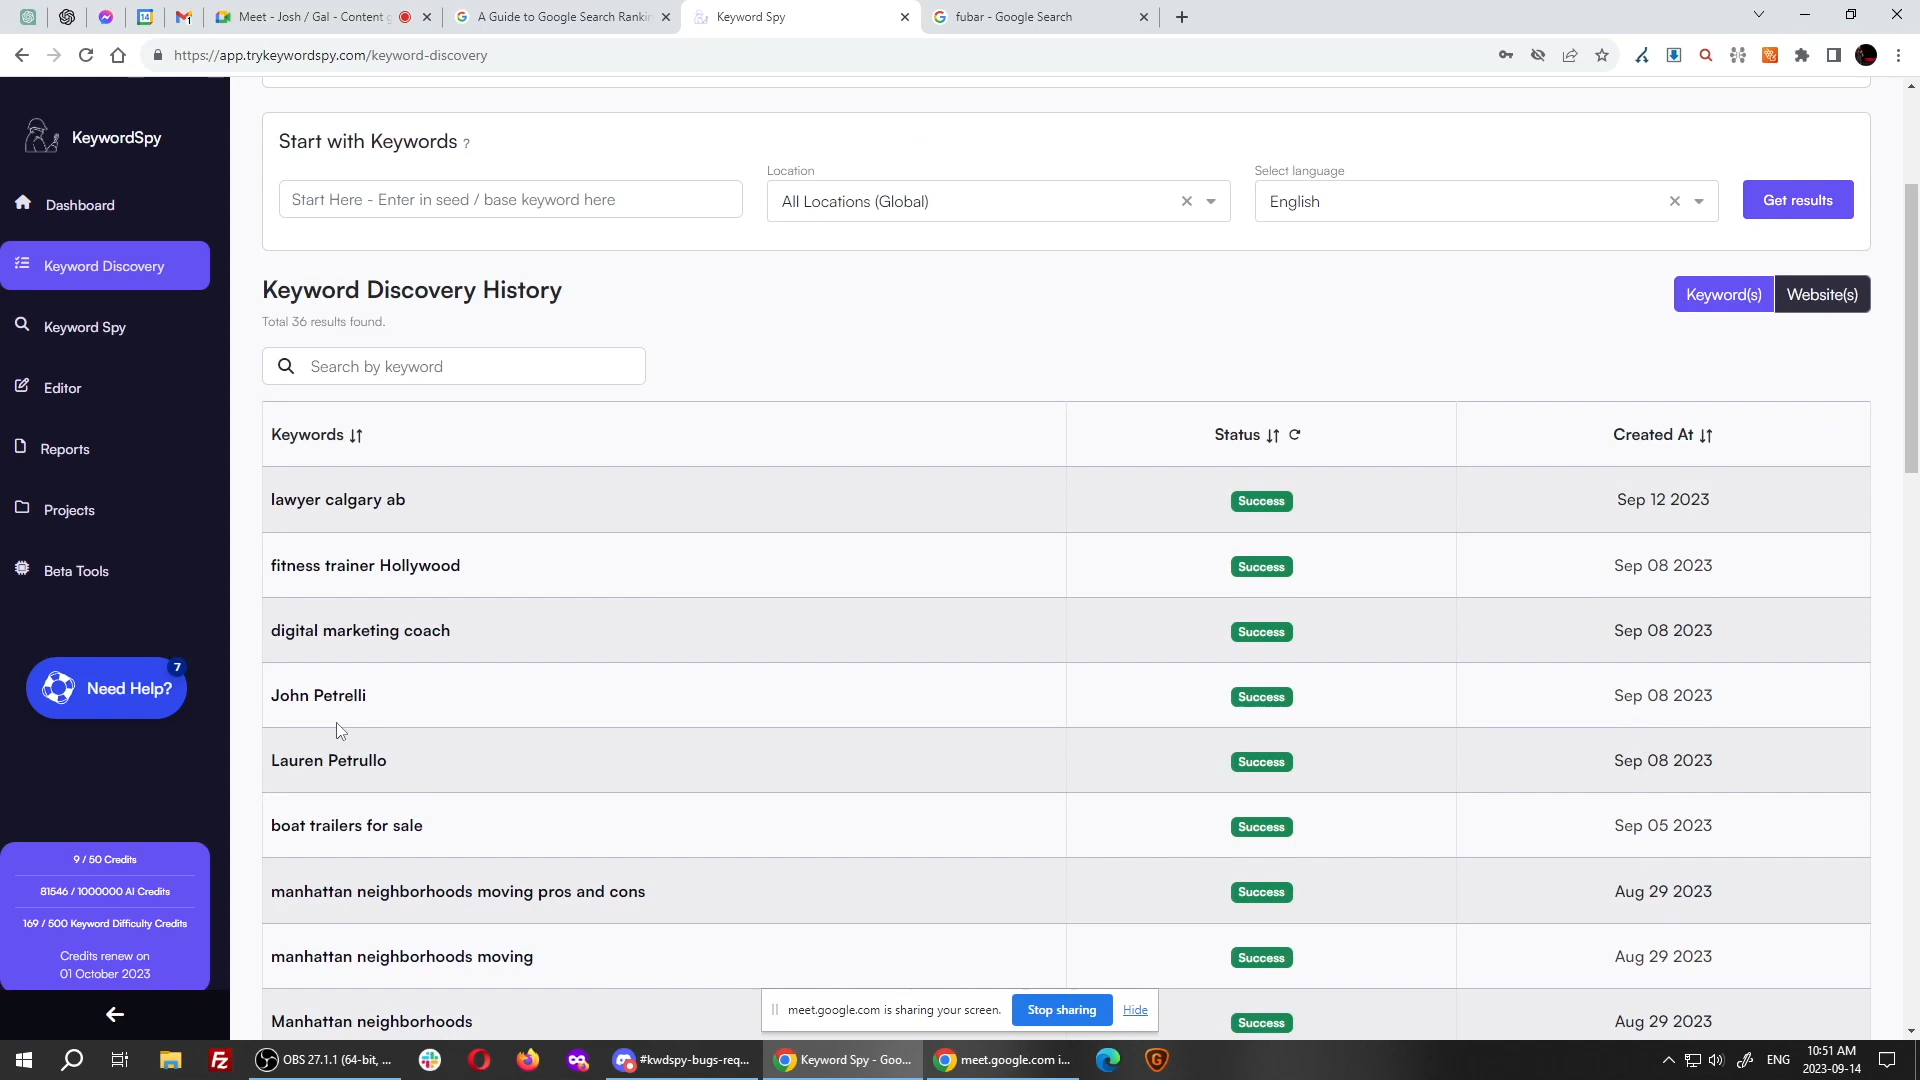 Meet - Josh / Gal - Content g
A Guide to Google Search Rankin
Keyword Spy
fubar - Google Search
https://app.trykeywordspy.com/keyword-discovery
KeywordSpy
Dashboard
Keyword Discovery
Keyword Spy
Editor
Reports
Projects
Beta Tools
7
Need Help?
9 / 50 Credits
81546 / 1000000 AI Credits
169 / 500 Keyword Difficulty Credits
Credits renew on
01 October 2023
Start with Keywords ?
Location
Select language
Start Here - Enter in seed / base keyword here
All Locations (Global)
English
Get results
Keyword Discovery History
Keyword(s)
Website(s)
Total 36 results found.
Search by keyword
Keywords
Status
Created At
lawyer calgary ab
Success
Sep 12 2023
fitness trainer Hollywood
Success
Sep 08 2023
digital marketing coach
Success
Sep 08 2023
John Petrelli
Success
Sep 08 2023
Lauren Petrullo
Success
Sep 08 2023
boat trailers for sale
Success
Sep 05 2023
manhattan neighborhoods moving pros and cons
Success
Aug 29 2023
manhattan neighborhoods moving
Success
Aug 29 2023
Manhattan neighborhoods
Success
Aug 29 2023
meet.google.com is sharing your screen.
Stop sharing
Hide
OBS 27.1.1 (64-bit, ...
#kwdspy-bugs-req...
Keyword Spy - Goo...
meet.google.com i...
ENG
10:51 AM
2023-09-14